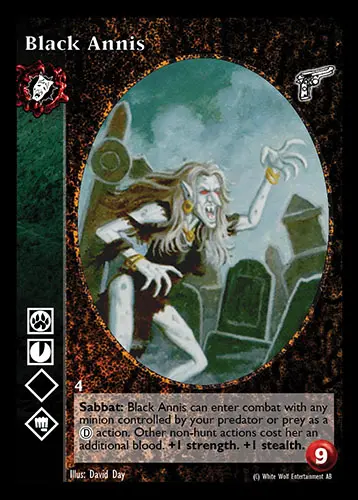 Black Annis
4
Sabbat: Black Annis can enter combat with any
minion controlled by your predator or prey as a
Ⓓ action. Other non-hunt actions cost her an
additional blood. +1 strength. +1 stealth.
9
Illus: David Day
(C) White Wolf Entertainment AB